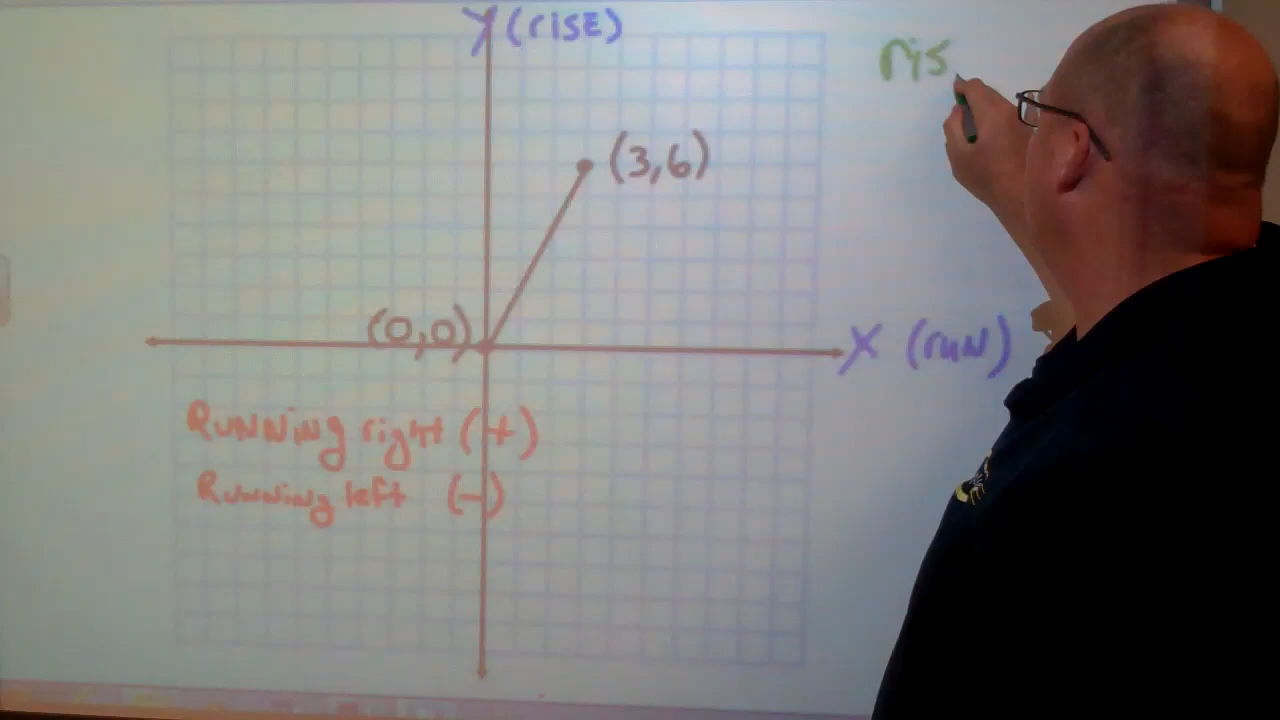 Y (risE)
ris
(3,6)
(0,0)
X (run)
Running right (+)
Running left (-)